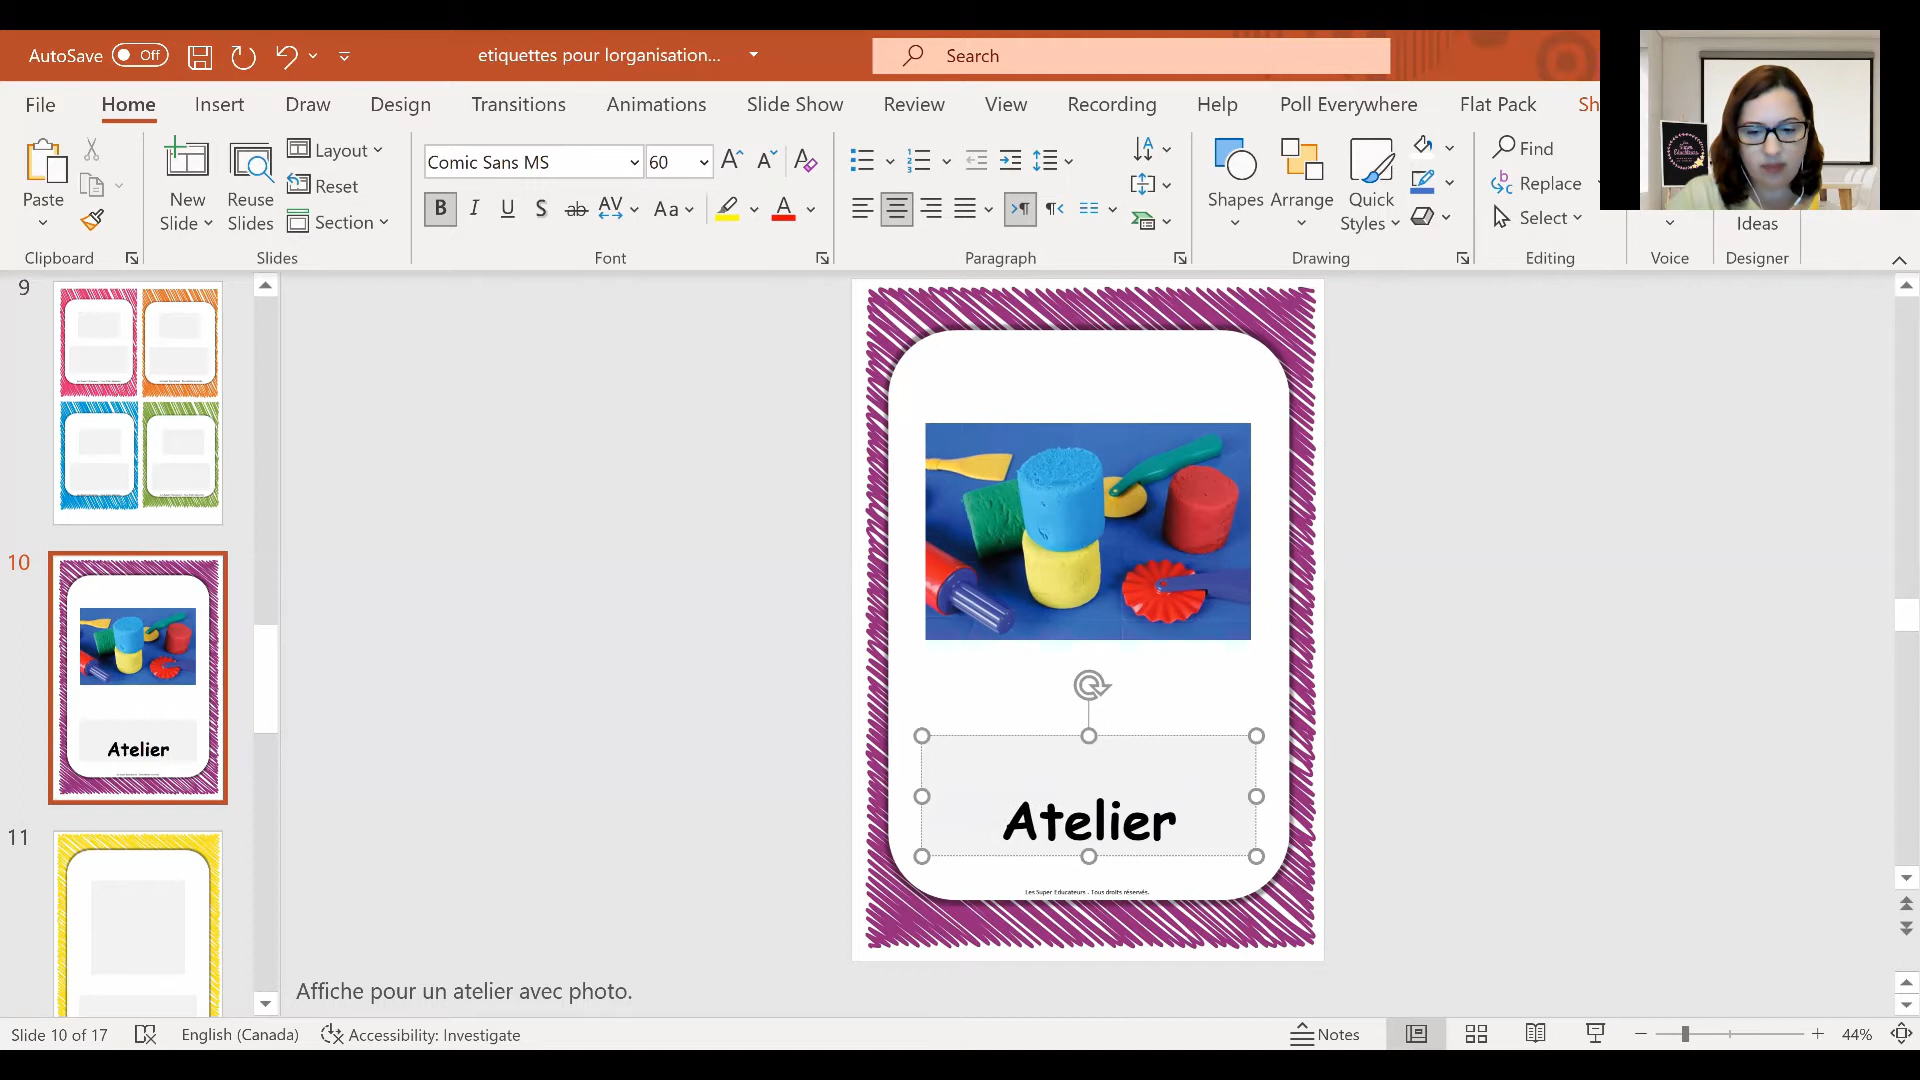 AutoSave Off
etiquettes pour lorganisation...
Search
File Home Insert Draw Design Transitions Animations Slide Show Review View Recording Help Poll Everywhere Flat Pack Sh
Paste
New Slide
Reuse Slides
Layout
Reset
Section
Comic Sans MS 60
Shapes
Arrange
Quick Styles
Find
Replace
Select
Ideas
Clipboard Slides Font Paragraph Drawing Editing Voice Designer
9
10
Atelier
11
Atelier
Les Super Educateurs - Tous droits réservés.
Affiche pour un atelier avec photo.
Slide 10 of 17 English (Canada) Accessibility: Investigate Notes 44%